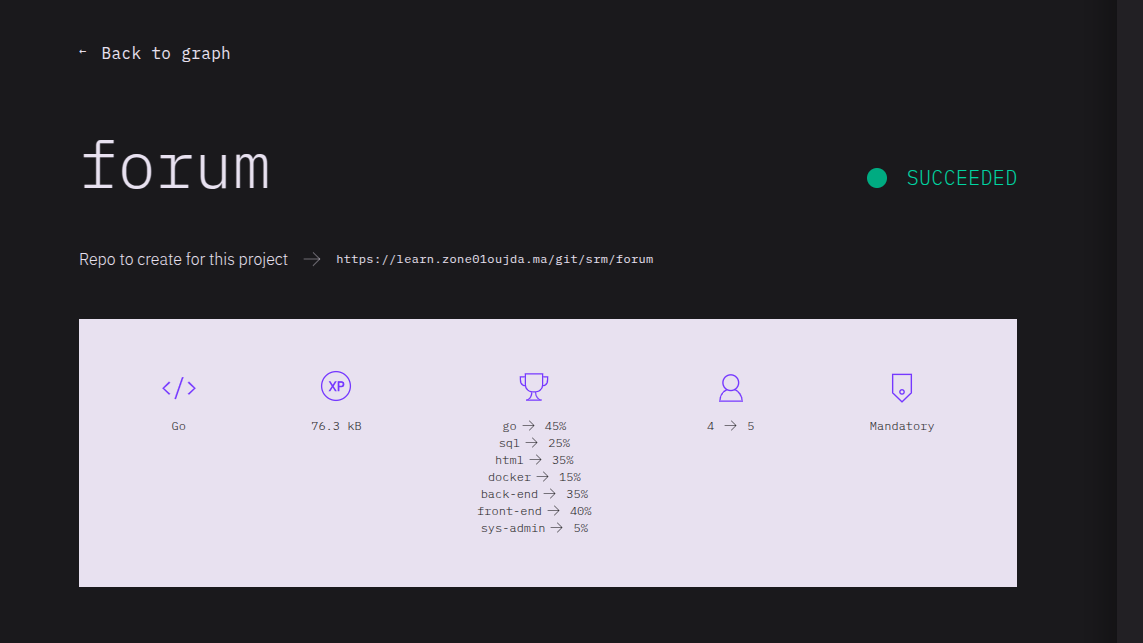 ← Back to graph
forum
SUCCEEDED
Repo to create for this project → https://learn.zone01oujda.ma/git/srm/forum
</> XP
Go
76.3 kB
go → 45%
sql → 25%
html → 35%
docker → 15%
back-end → 35%
front-end → 40%
sys-admin → 5%
4 → 5
Mandatory